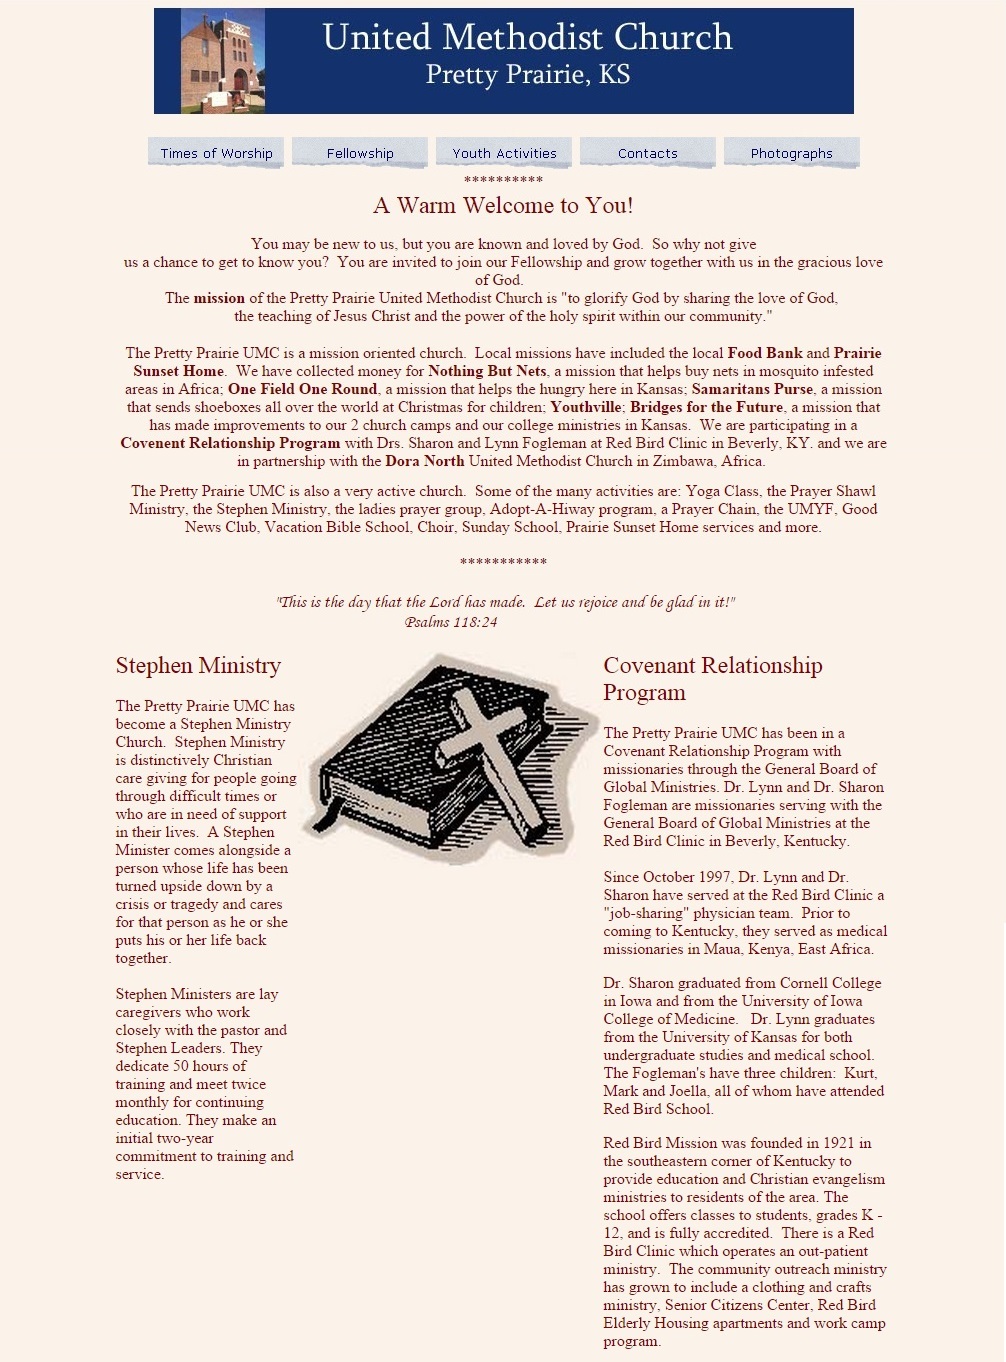 United Methodist Church
Pretty Prairie, KS
Times of Worship
Fellowship
Youth Activities
Contacts
Photographs
**********
A Warm Welcome to You!
You may be new to us, but you are known and loved by God.  So why not give
us a chance to get to know you?  You are invited to join our Fellowship and grow together with us in the gracious love
of God.
The mission of the Pretty Prairie United Methodist Church is "to glorify God by sharing the love of God,
the teaching of Jesus Christ and the power of the holy spirit within our community."
The Pretty Prairie UMC is a mission oriented church.  Local missions have included the local Food Bank and Prairie
Sunset Home.  We have collected money for Nothing But Nets, a mission that helps buy nets in mosquito infested
areas in Africa; One Field One Round, a mission that helps the hungry here in Kansas; Samaritans Purse, a mission
that sends shoeboxes all over the world at Christmas for children; Youthville; Bridges for the Future, a mission that
has made improvements to our 2 church camps and our college ministries in Kansas.  We are participating in a
Covenent Relationship Program with Drs. Sharon and Lynn Fogleman at Red Bird Clinic in Beverly, KY. and we are
in partnership with the Dora North United Methodist Church in Zimbawa, Africa.
The Pretty Prairie UMC is also a very active church.  Some of the many activities are: Yoga Class, the Prayer Shawl
Ministry, the Stephen Ministry, the ladies prayer group, Adopt-A-Hiway program, a Prayer Chain, the UMYF, Good
News Club, Vacation Bible School, Choir, Sunday School, Prairie Sunset Home services and more.
***********
"This is the day that the Lord has made.  Let us rejoice and be glad in it!"
Psalms 118:24
Stephen Ministry
The Pretty Prairie UMC has
become a Stephen Ministry
Church.  Stephen Ministry
is distinctively Christian
care giving for people going
through difficult times or
who are in need of support
in their lives.  A Stephen
Minister comes alongside a
person whose life has been
turned upside down by a
crisis or tragedy and cares
for that person as he or she
puts his or her life back
together.
Stephen Ministers are lay
caregivers who work
closely with the pastor and
Stephen Leaders. They
dedicate 50 hours of
training and meet twice
monthly for continuing
education. They make an
initial two-year
commitment to training and
service.
Covenant Relationship
Program
The Pretty Prairie UMC has been in a
Covenant Relationship Program with
missionaries through the General Board of
Global Ministries. Dr. Lynn and Dr. Sharon
Fogleman are missionaries serving with the
General Board of Global Ministries at the
Red Bird Clinic in Beverly, Kentucky.
Since October 1997, Dr. Lynn and Dr.
Sharon have served at the Red Bird Clinic a
"job-sharing" physician team.  Prior to
coming to Kentucky, they served as medical
missionaries in Maua, Kenya, East Africa.
Dr. Sharon graduated from Cornell College
in Iowa and from the University of Iowa
College of Medicine.   Dr. Lynn graduates
from the University of Kansas for both
undergraduate studies and medical school.
The Fogleman's have three children:  Kurt,
Mark and Joella, all of whom have attended
Red Bird School.
Red Bird Mission was founded in 1921 in
the southeastern corner of Kentucky to
provide education and Christian evangelism
ministries to residents of the area. The
school offers classes to students, grades K -
12, and is fully accredited.  There is a Red
Bird Clinic which operates an out-patient
ministry.  The community outreach ministry
has grown to include a clothing and crafts
ministry, Senior Citizens Center, Red Bird
Elderly Housing apartments and work camp
program.